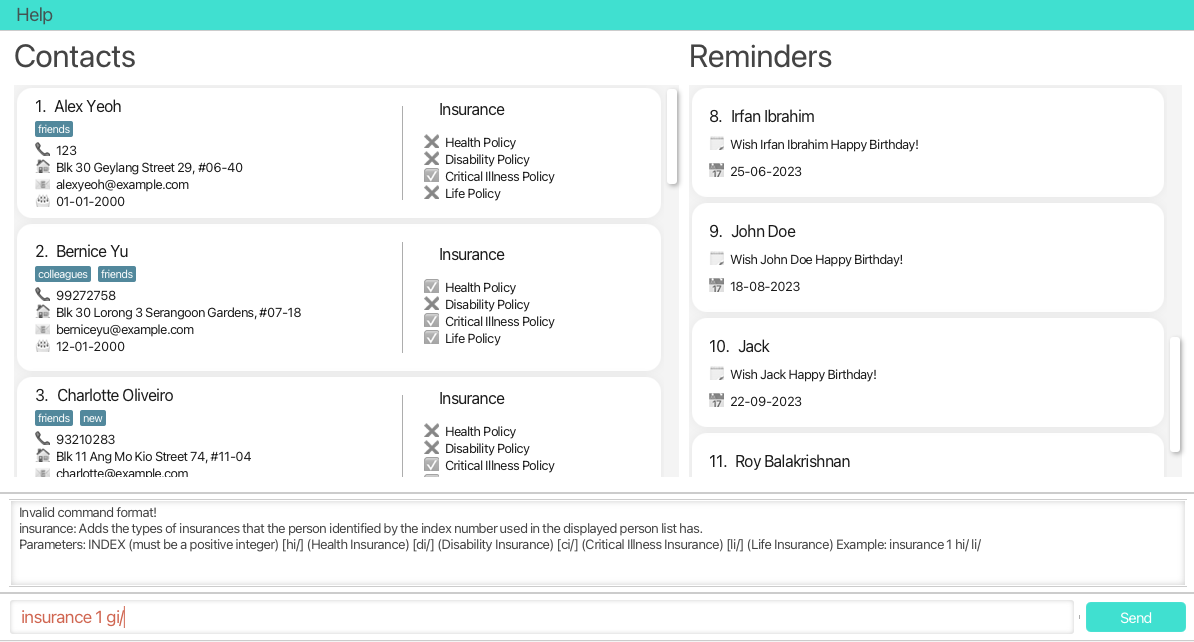 Help
Contacts
1. Alex Yeoh
friends
123
Blk 30 Geylang Street 29, #06-40
alexyeoh@example.com
01-01-2000
Insurance
Health Policy
Disability Policy
Critical Illness Policy
Life Policy
2. Bernice Yu
colleagues friends
99272758
Blk 30 Lorong 3 Serangoon Gardens, #07-18
berniceyu@example.com
12-01-2000
Insurance
Health Policy
Disability Policy
Critical Illness Policy
Life Policy
3. Charlotte Oliveiro
friends new
93210283
Blk 11 Ang Mo Kio Street 74, #11-04
charlotte@example.com
Insurance
Health Policy
Disability Policy
Critical Illness Policy
Reminders
8. Irfan Ibrahim
Wish Irfan Ibrahim Happy Birthday!
17 25-06-2023
9. John Doe
Wish John Doe Happy Birthday!
17 18-08-2023
10. Jack
Wish Jack Happy Birthday!
17 22-09-2023
11. Roy Balakrishnan
Invalid command format!
insurance: Adds the types of insurances that the person identified by the index number used in the displayed person list has.
Parameters: INDEX (must be a positive integer) [hi/] (Health Insurance) [di/] (Disability Insurance) [ci/] (Critical Illness Insurance) [li/] (Life Insurance) Example: insurance 1 hi/ li/
insurance 1 gi/
Send